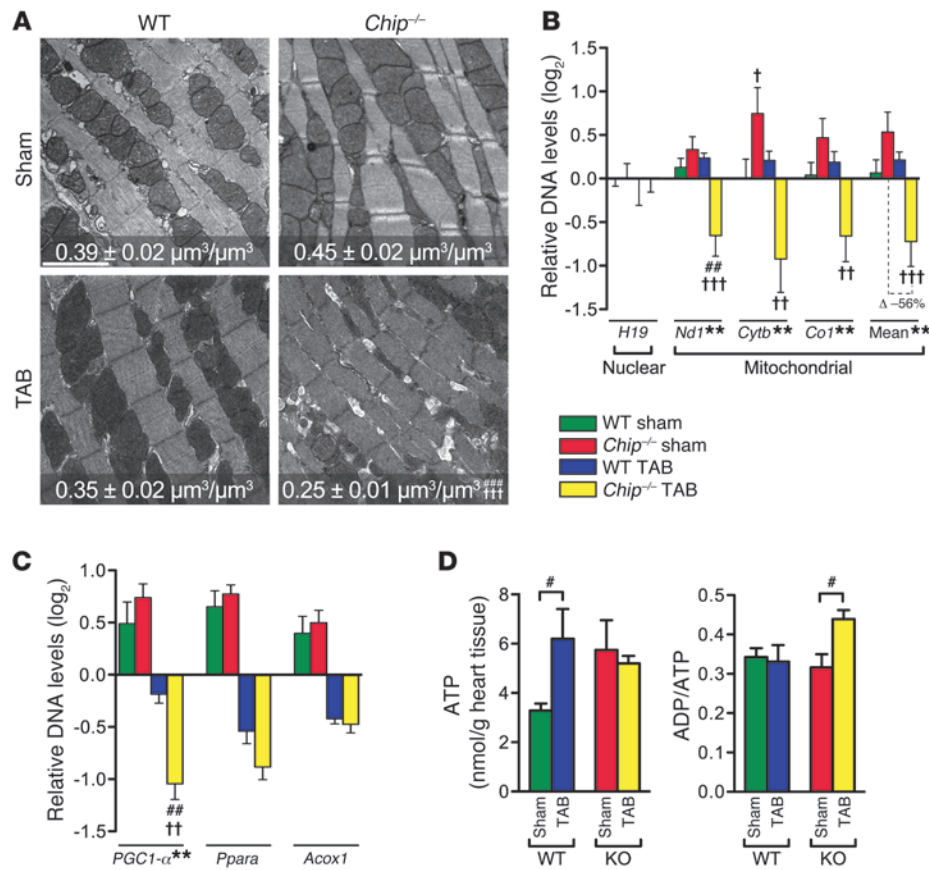 A
WT
Chip–/–
Sham
0.39 ± 0.02 µm³/µm³
0.45 ± 0.02 µm³/µm³
TAB
0.35 ± 0.02 µm³/µm³
0.25 ± 0.01 µm³/µm³ ###
†††
B
Relative DNA levels (log₂)
1.5
1.0
0.5
0.0
-0.5
-1.0
-1.5
†
##
†††
††
††
†††
Δ –56%
H19
Nd1**
Cytb**
Co1**
Mean**
Nuclear
Mitochondrial
WT sham
Chip–/– sham
WT TAB
Chip–/– TAB
C
Relative DNA levels (log₂)
1.0
0.5
0.0
-0.5
-1.0
-1.5
##
††
PGC1-α**
Ppara
Acox1
D
ATP
(nmol/g heart tissue)
8
6
4
2
0
#
Sham
TAB
Sham
TAB
WT
KO
ADP/ATP
0.5
0.4
0.3
0.2
0.1
0.0
#
Sham
TAB
Sham
TAB
WT
KO